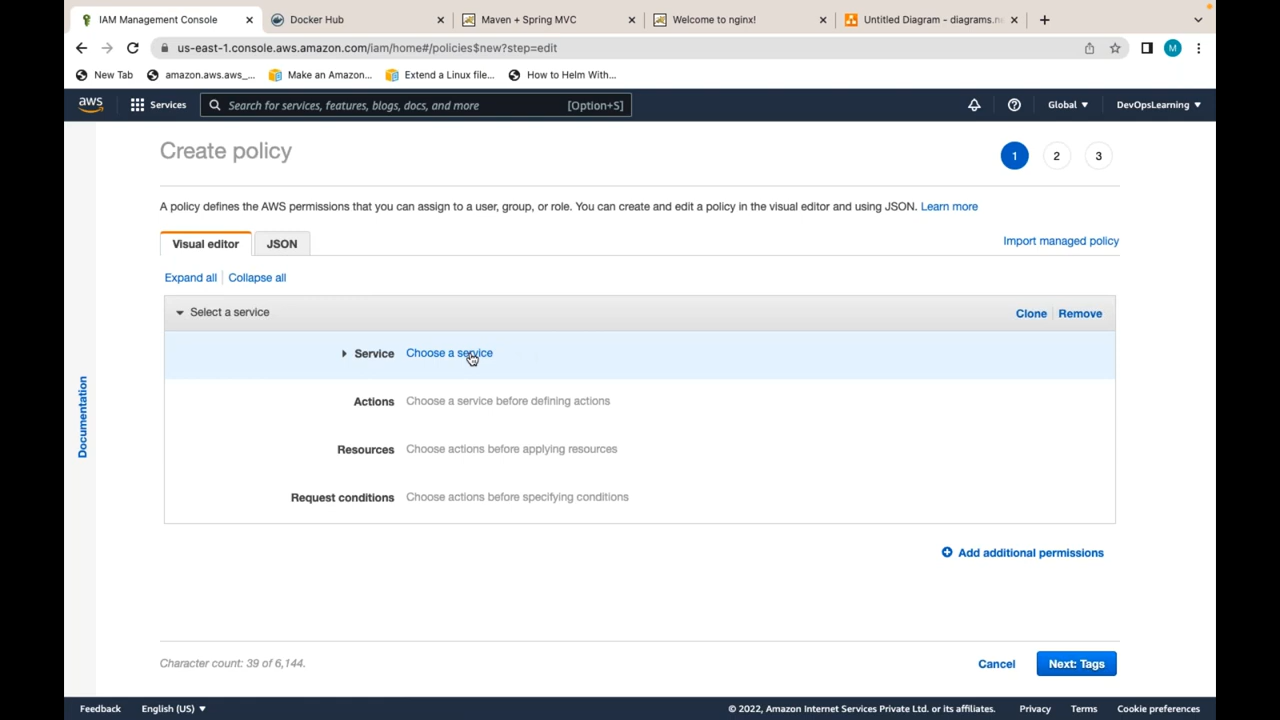 IAM Management Console
Docker Hub
Maven + Spring MVC
Welcome to nginx!
Untitled Diagram - diagrams.ne
us-east-1.console.aws.amazon.com/iam/home#/policies$new?step=edit
M
New Tab
amazon.aws.aws_...
Make an Amazon...
Extend a Linux file...
How to Helm With...
aws
Services
Search for services, features, blogs, docs, and more
[Option+S]
Global
DevOpsLearning
Create policy
1
2
3
A policy defines the AWS permissions that you can assign to a user, group, or role. You can create and edit a policy in the visual editor and using JSON. Learn more
Visual editor
JSON
Import managed policy
Expand all
Collapse all
Select a service
Clone
Remove
Service
Choose a service
Actions
Choose a service before defining actions
Resources
Choose actions before applying resources
Request conditions
Choose actions before specifying conditions
Add additional permissions
Documentation
Character count: 39 of 6,144.
Cancel
Next: Tags
Feedback
English (US)
© 2022, Amazon Internet Services Private Ltd. or its affiliates.
Privacy
Terms
Cookie preferences